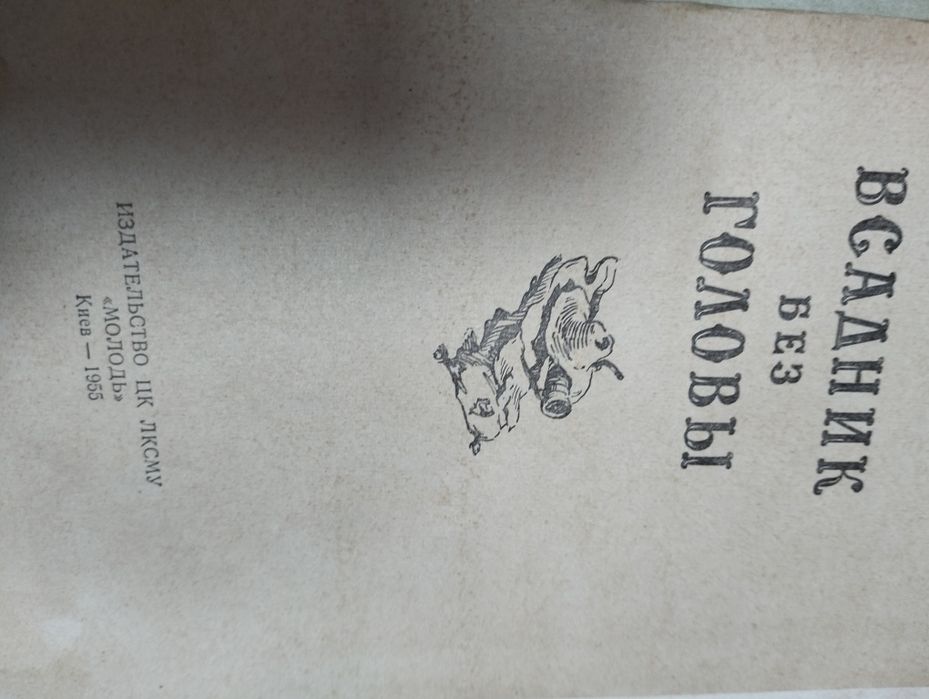 ВСАДНИК
БЕЗ
ГОЛОВЫ
ИЗДАТЕЛЬСТВО ЦК ЛКСМУ
«МОЛОДЬ»
Киев — 1955